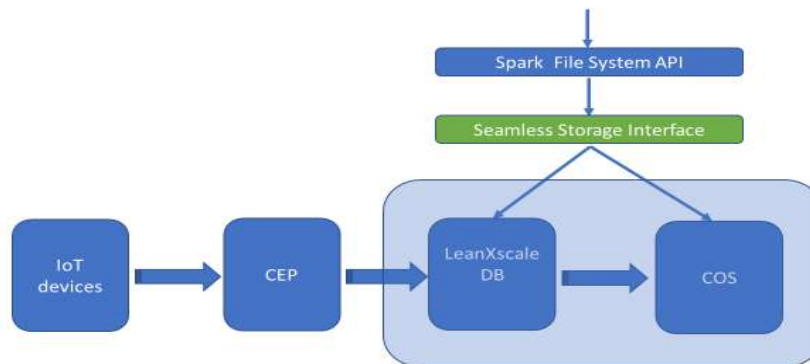 Spark File System API
Seamless Storage Interface
IoT
devices
CEP
LeanXscale
DB
COS